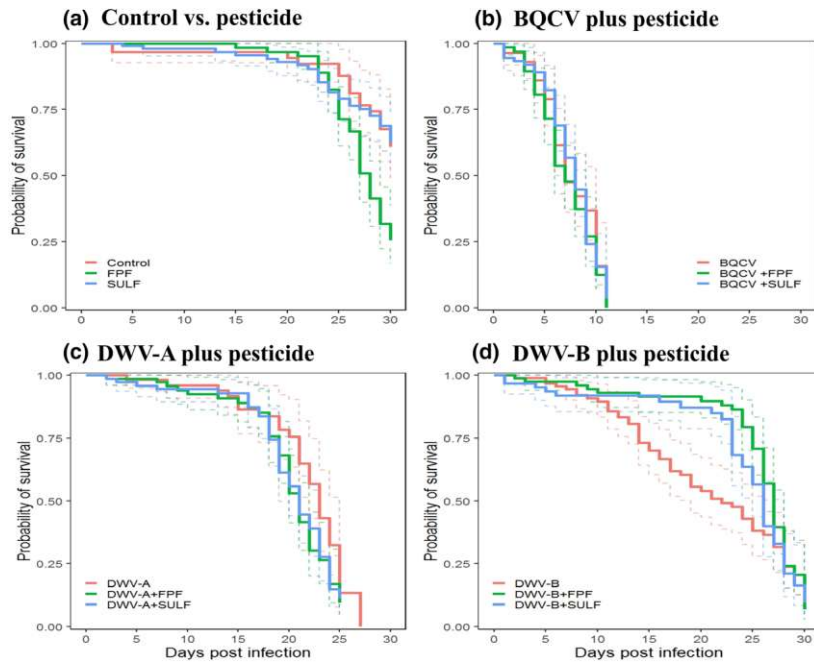 (a) Control vs. pesticide
Probability of survival
1.00
0.75
0.50
0.25
0.00
Control
FPF
SULF
0 5 10 15 20 25 30
(b) BQCV plus pesticide
Probability of survival
1.00
0.75
0.50
0.25
0.00
BQCV
BQCV +FPF
BQCV +SULF
0 5 10 15 20 25 30
(c) DWV-A plus pesticide
Probability of survival
1.00
0.75
0.50
0.25
0.00
DWV-A
DWV-A+FPF
DWV-A+SULF
0 5 10 15 20 25 30
Days post infection
(d) DWV-B plus pesticide
Probability of survival
1.00
0.75
0.50
0.25
0.00
DWV-B
DWV-B+FPF
DWV-B+SULF
0 5 10 15 20 25 30
Days post infection